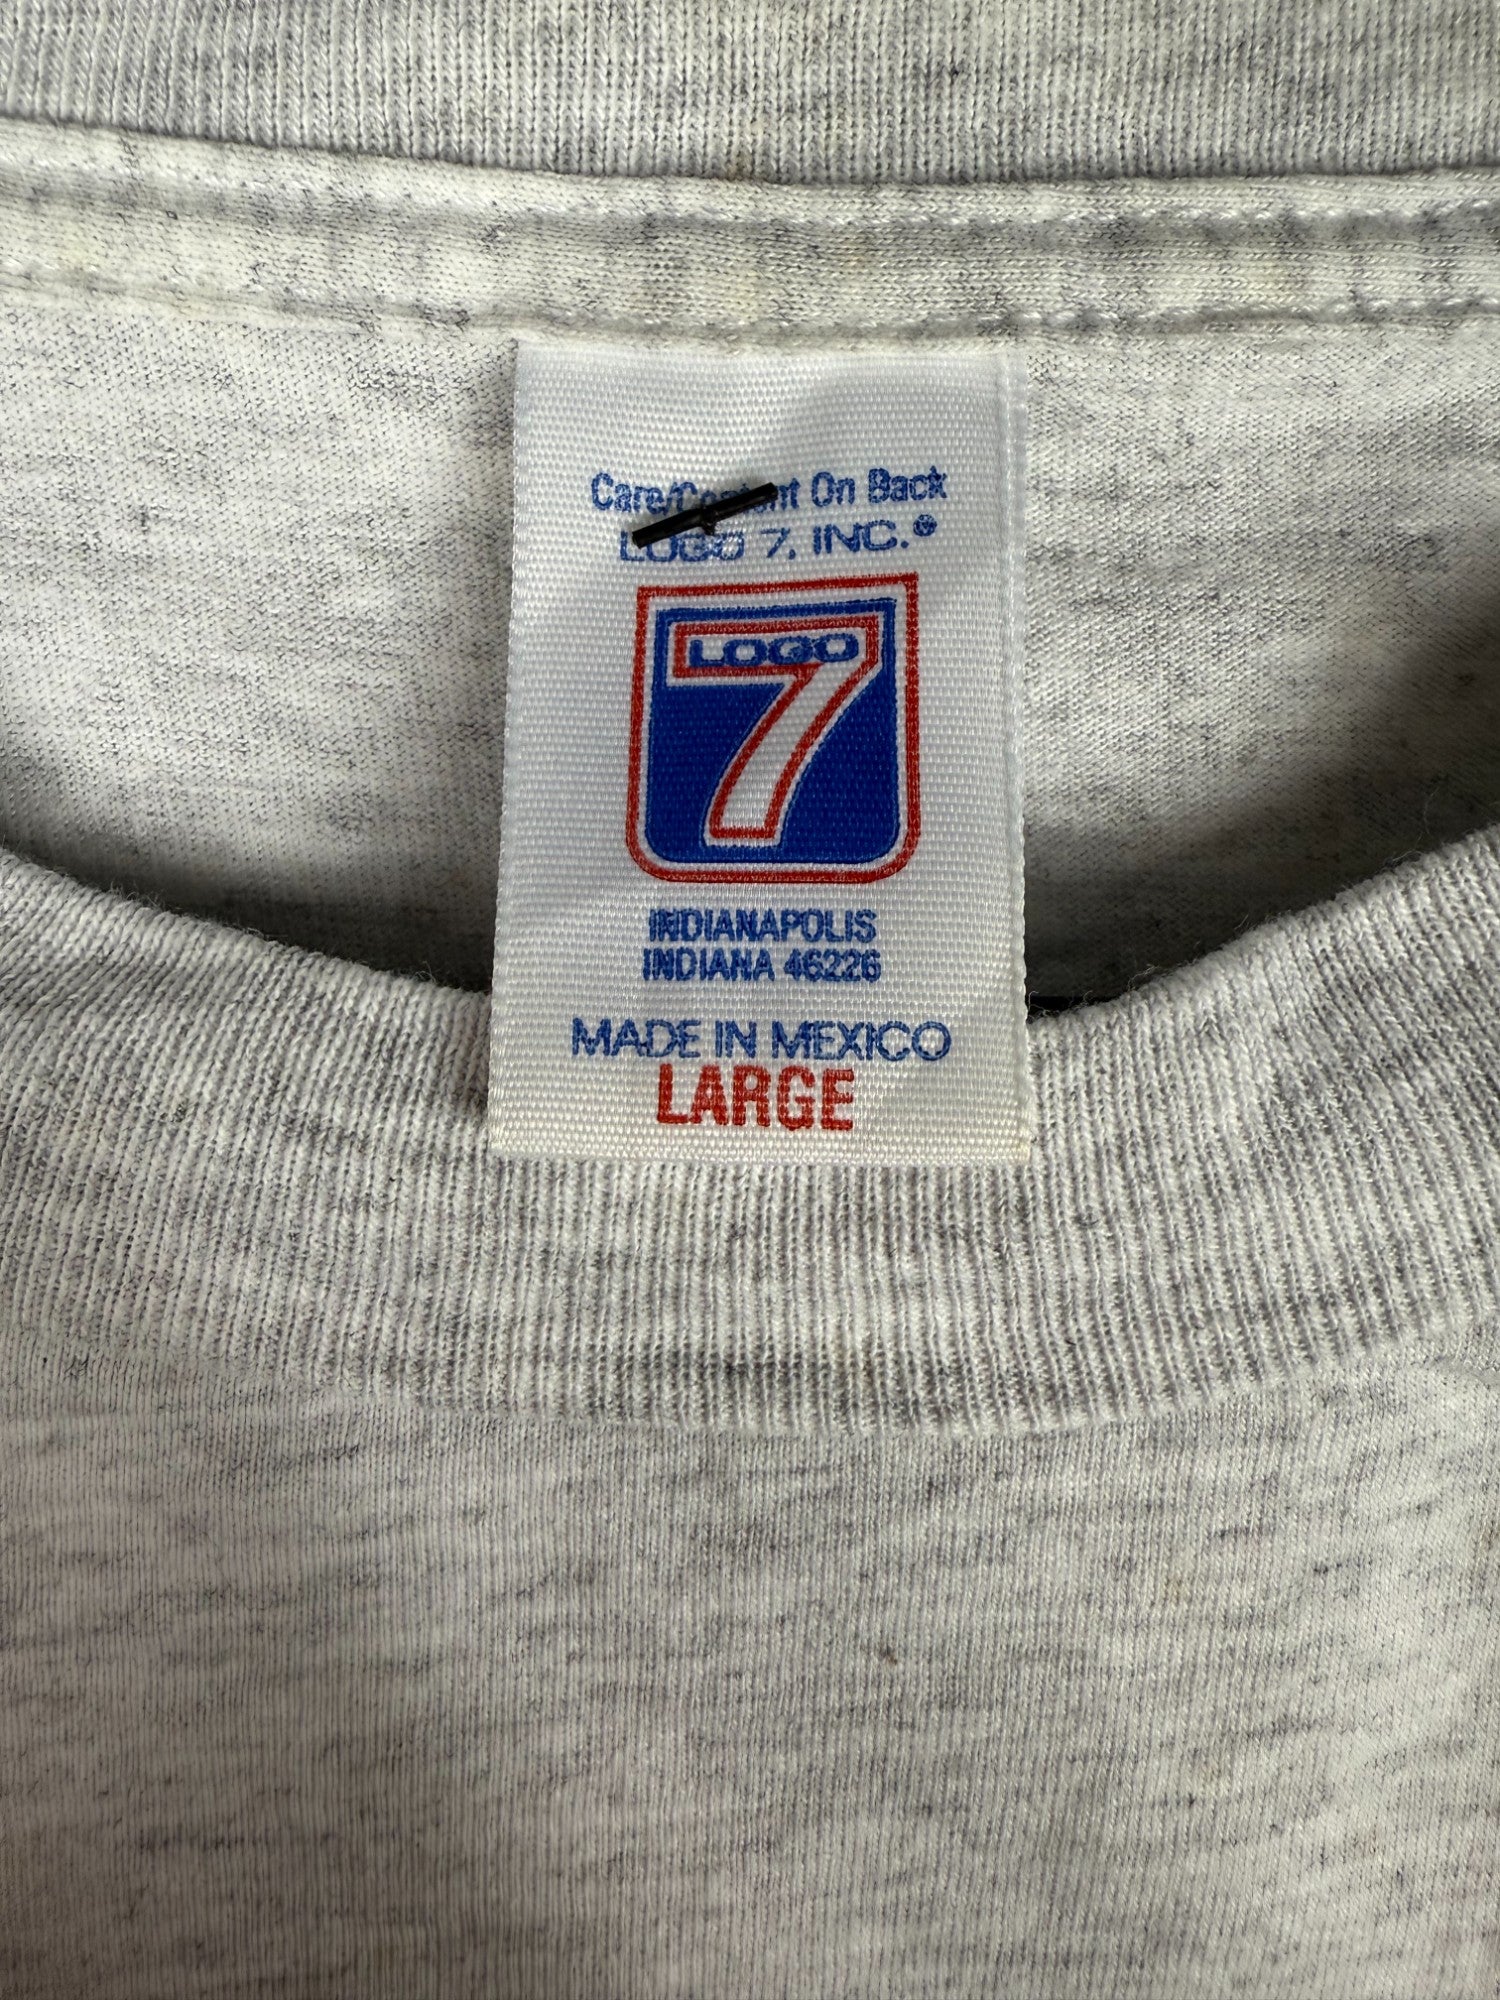 Care/Content On Back
LOGO 7, INC.®
LOGO
7
INDIANAPOLIS
INDIANA 46226
MADE IN MEXICO
LARGE